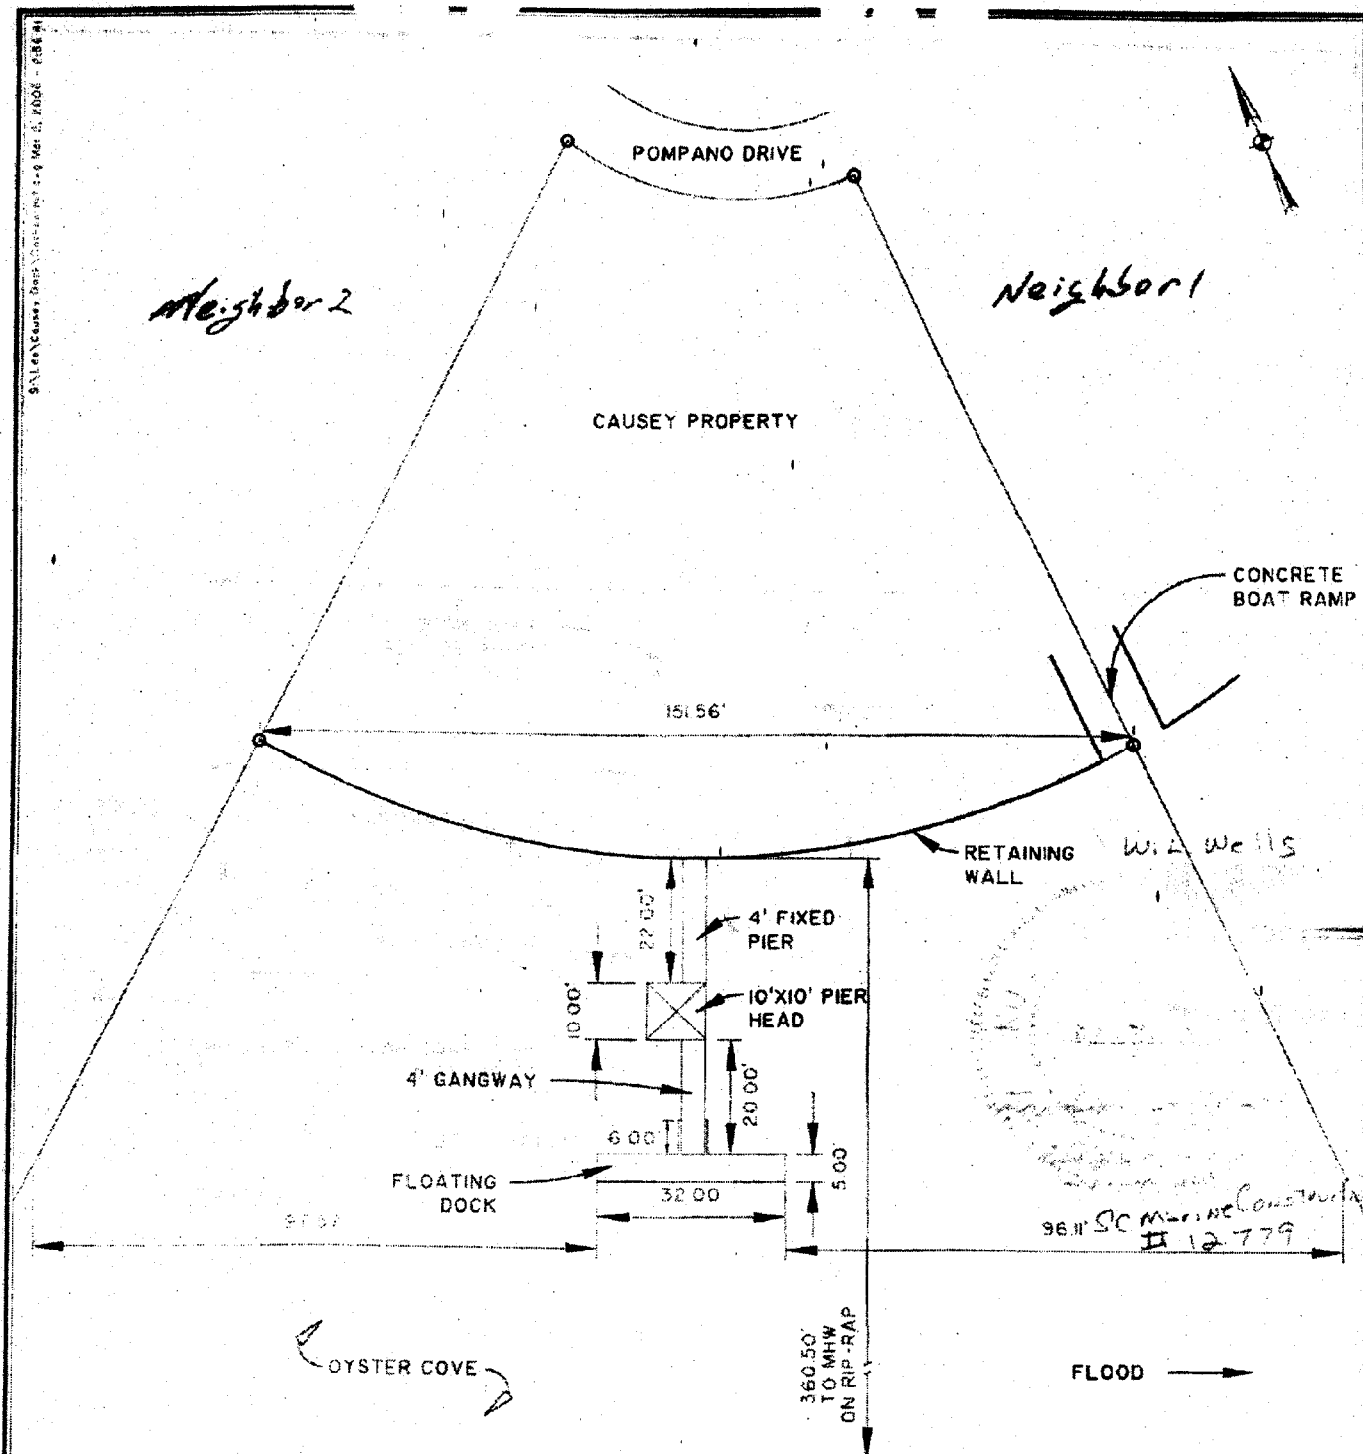 POMPANO DRIVE
Neighbor 2
Neighbor 1
CAUSEY PROPERTY
CONCRETE
BOAT RAMP
151.56'
RETAINING
WALL
W.L. Wells
22.00'
4' FIXED
PIER
10.00'
10'X10' PIER
HEAD
4' GANGWAY
20.00'
6.00'
FLOATING
DOCK
32.00
5.00'
96.11'
SC Marine Construction
II 12779
360.50'
TO MHW
ON RIP-RAP
OYSTER COVE
FLOOD